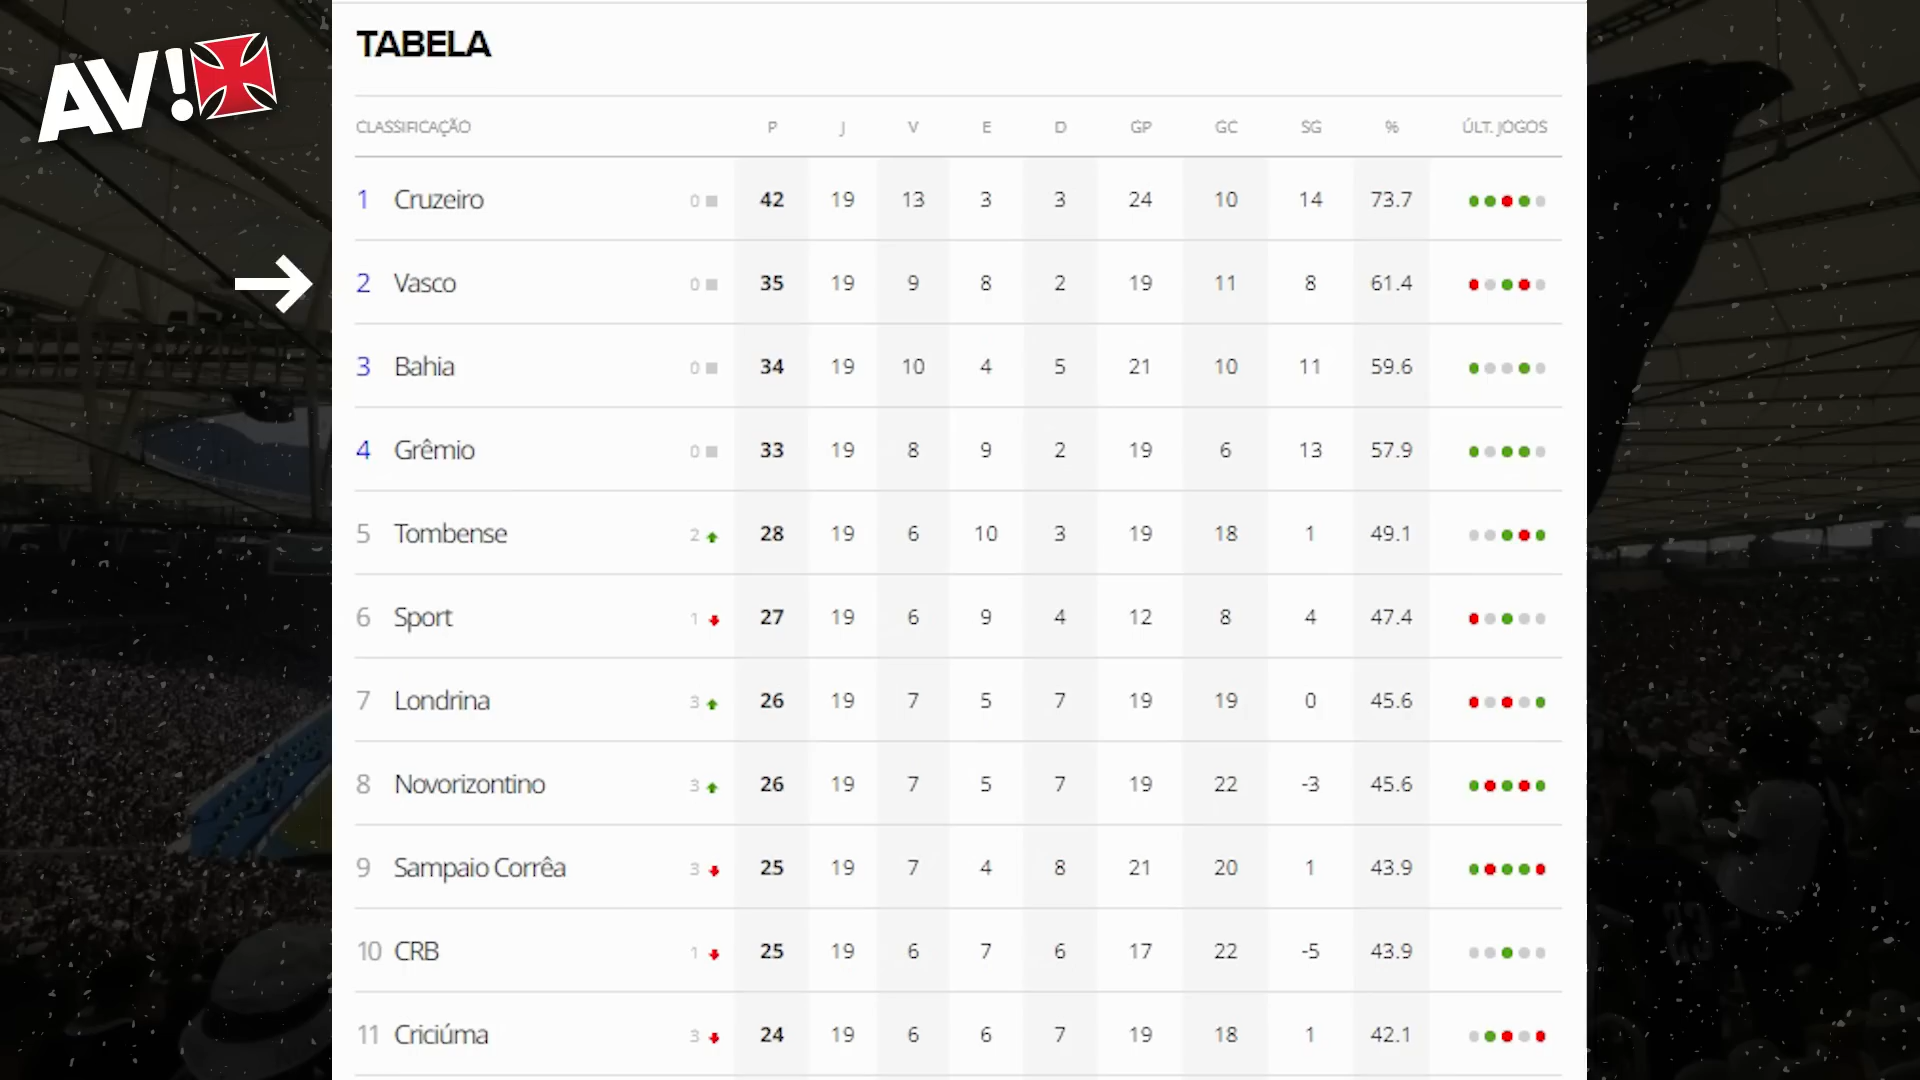 AV!
TABELA
CLASSIFICAÇÃO P J V E D GP GC SG % ÚLT. JOGOS
1 Cruzeiro 0 42 19 13 3 3 24 10 14 73.7
2 Vasco 0 35 19 9 8 2 19 11 8 61.4
3 Bahia 0 34 19 10 4 5 21 10 11 59.6
4 Grêmio 0 33 19 8 9 2 19 6 13 57.9
5 Tombense 2 28 19 6 10 3 19 18 1 49.1
6 Sport 1 27 19 6 9 4 12 8 4 47.4
7 Londrina 3 26 19 7 5 7 19 19 0 45.6
8 Novorizontino 3 26 19 7 5 7 19 22 -3 45.6
9 Sampaio Corrêa 3 25 19 7 4 8 21 20 1 43.9
10 CRB 1 25 19 6 7 6 17 22 -5 43.9
11 Criciúma 3 24 19 6 6 7 19 18 1 42.1